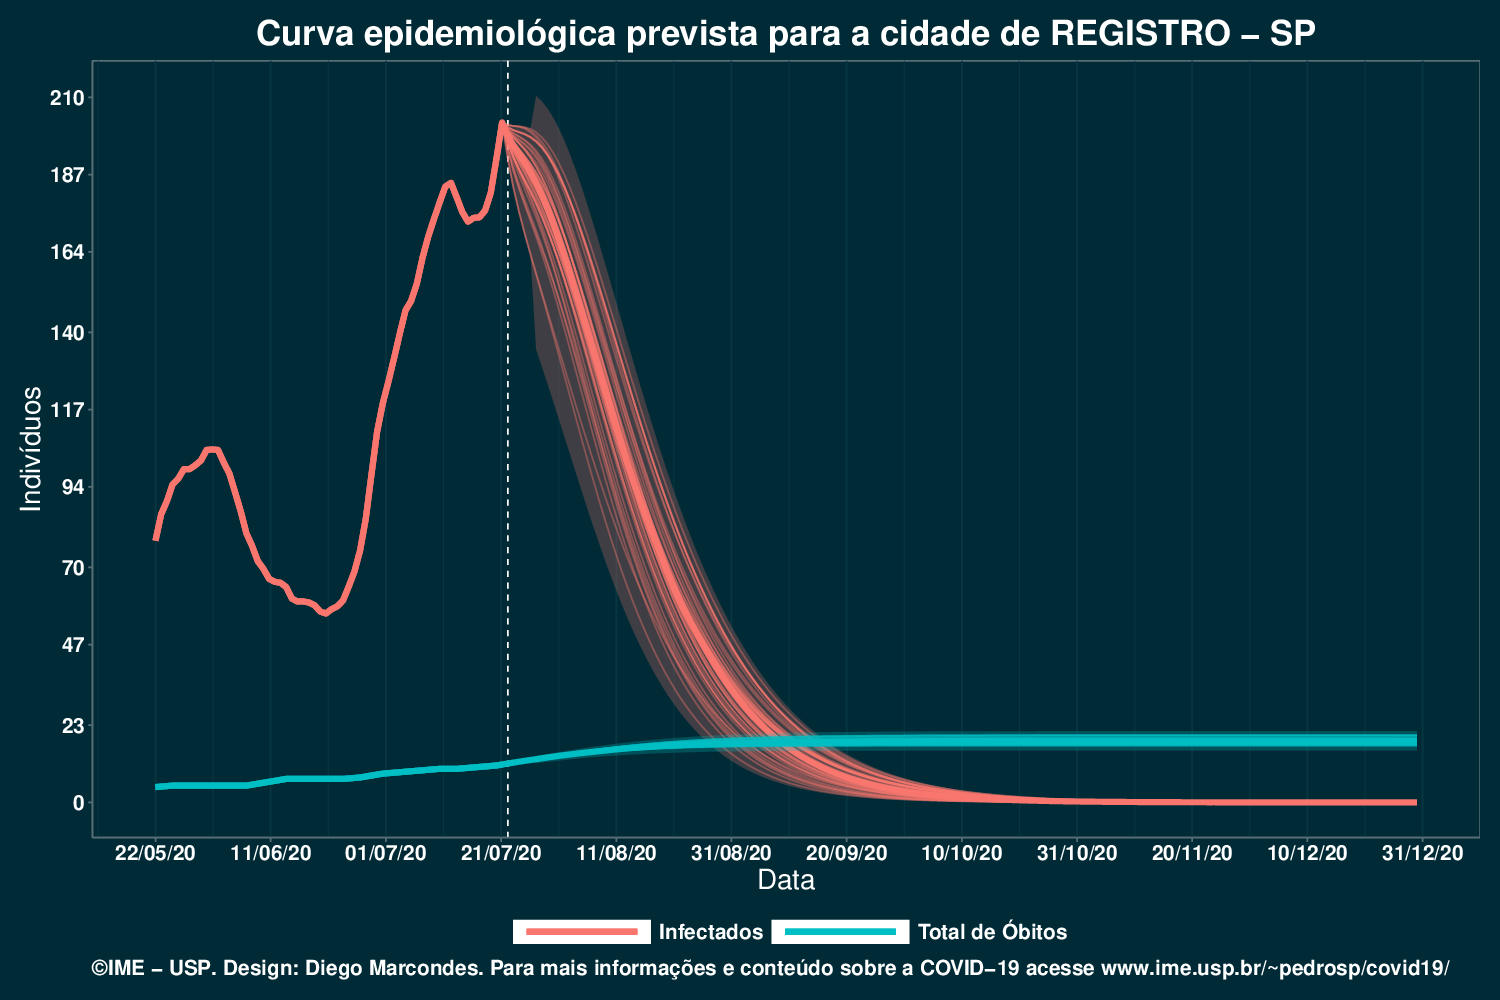 Curva epidemiológica prevista para a cidade de REGISTRO – SP
Indivíduos
210
187
164
140
117
94
70
47
23
0
22/05/20 11/06/20 01/07/20 21/07/20 11/08/20 31/08/20 20/09/20 10/10/20 31/10/20 20/11/20 10/12/20 31/12/20
Data
Infectados Total de Óbitos
©IME – USP. Design: Diego Marcondes. Para mais informações e conteúdo sobre a COVID–19 acesse www.ime.usp.br/~pedrosp/covid19/